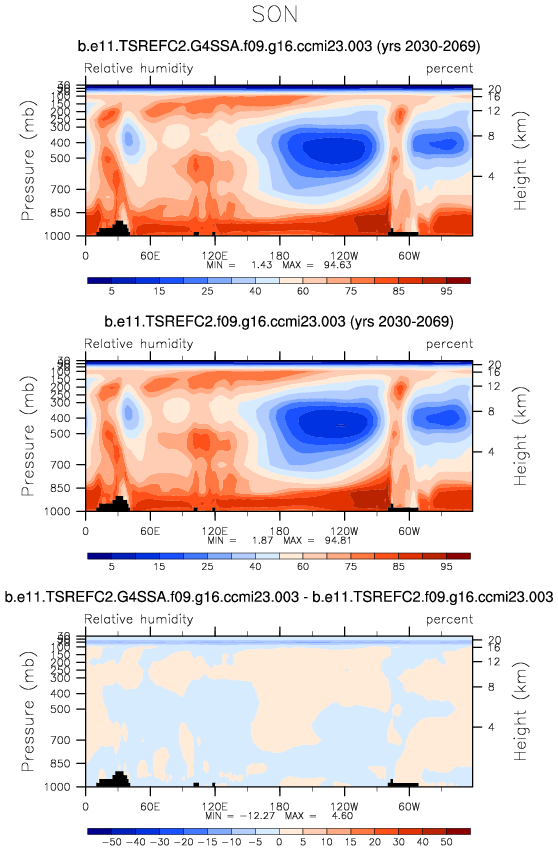 SON
b.e11.TSREFC2.G4SSA.f09.g16.ccmi23.003 (yrs 2030-2069)
Relative humidity percent
Pressure (mb)
30
100
150
200
250
300
400
500
700
850
1000
20
16
12
8
4
Height (km)
0 60E 120E 180 120W 60W
MIN = 1.43 MAX = 94.63
5 15 25 40 60 75 85 95
b.e11.TSREFC2.f09.g16.ccmi23.003 (yrs 2030-2069)
Relative humidity percent
Pressure (mb)
30
100
150
200
250
300
400
500
700
850
1000
20
16
12
8
4
Height (km)
0 60E 120E 180 120W 60W
MIN = 1.87 MAX = 94.81
5 15 25 40 60 75 85 95
b.e11.TSREFC2.G4SSA.f09.g16.ccmi23.003 - b.e11.TSREFC2.f09.g16.ccmi23.003
Relative humidity percent
Pressure (mb)
30
100
150
200
250
300
400
500
700
850
1000
20
16
12
8
4
Height (km)
0 60E 120E 180 120W 60W
MIN = -12.27 MAX = 4.60
-50 -40 -30 -20 -15 -10 -5 0 5 10 15 20 30 40 50